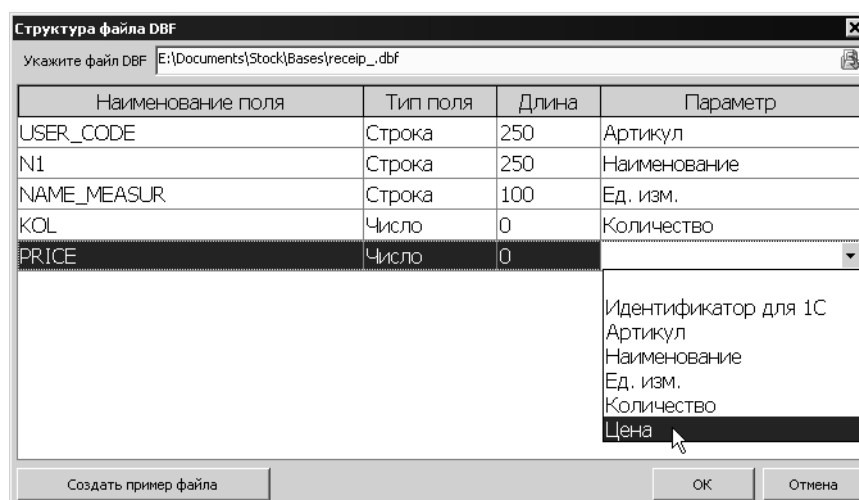 Структура файла DBF
Укажите файл DBF E:\Documents\Stock\Bases\receip_.dbf
Наименование поля Тип поля Длина Параметр
USER_CODE Строка 250 Артикул
N1 Строка 250 Наименование
NAME_MEASUR Строка 100 Ед. изм.
KOL Число 0 Количество
PRICE Число 0
Идентификатор для 1С
Артикул
Наименование
Ед. изм.
Количество
Цена
Создать пример файла ОК Отмена